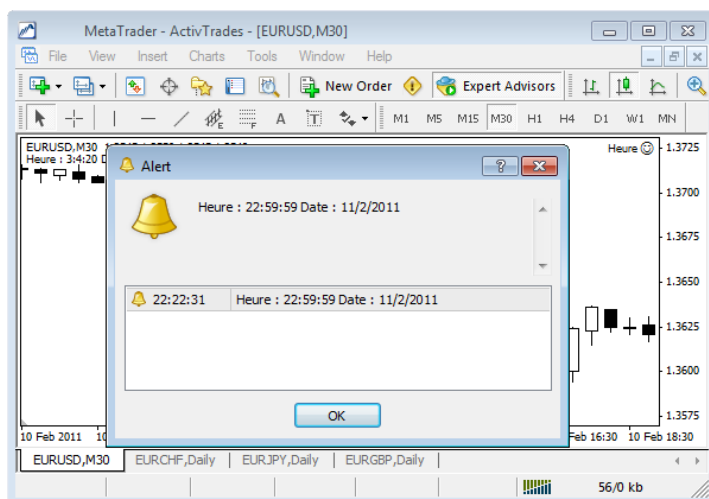 MetaTrader - ActivTrades - [EURUSD,M30]
File View Insert Charts Tools Window Help
New Order Expert Advisors
A T M1 M5 M15 M30 H1 H4 D1 W1 MN
EURUSD,M30
Heure : 3:4:20
Heure
1.3725
1.3700
1.3675
1.3650
1.3625
1.3600
1.3575
Alert
Heure : 22:59:59 Date : 11/2/2011
22:22:31 Heure : 22:59:59 Date : 11/2/2011
OK
10 Feb 2011 10 Feb 16:30 10 Feb 18:30
EURUSD,M30 EURCHF,Daily EURJPY,Daily EURGBP,Daily
56/0 kb